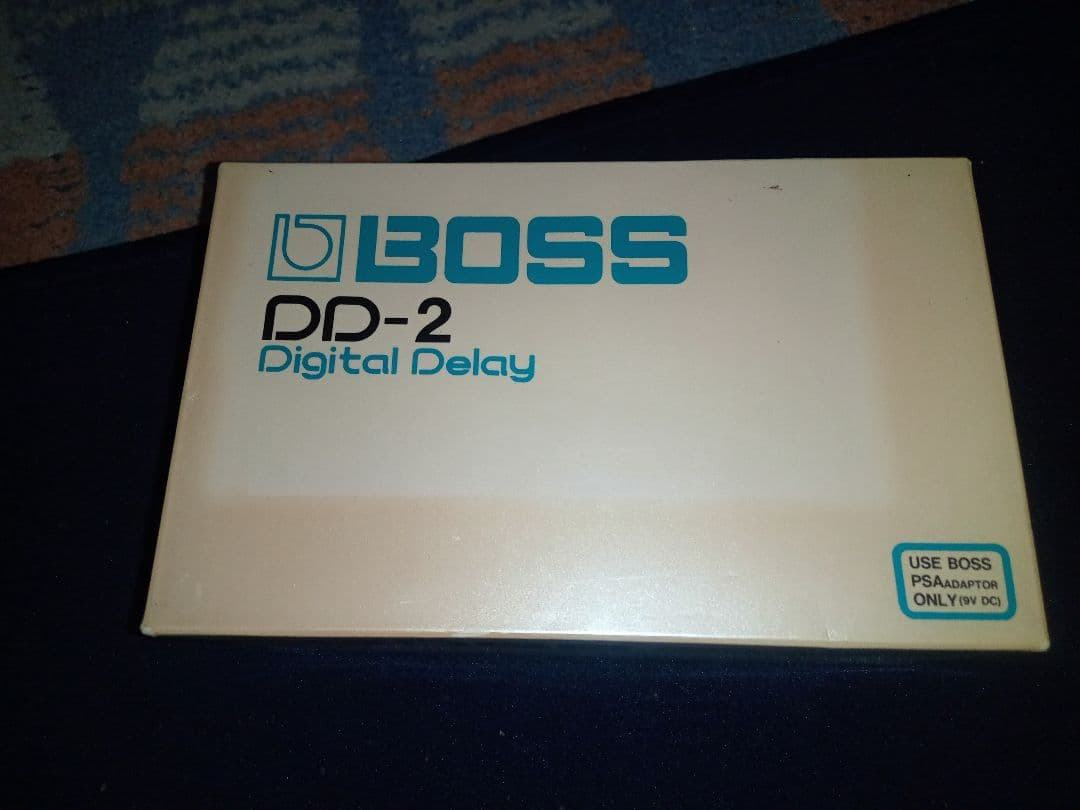 BOSS
DD-2
Digital Delay
USE BOSS
PSA ADAPTOR
ONLY (9V DC)